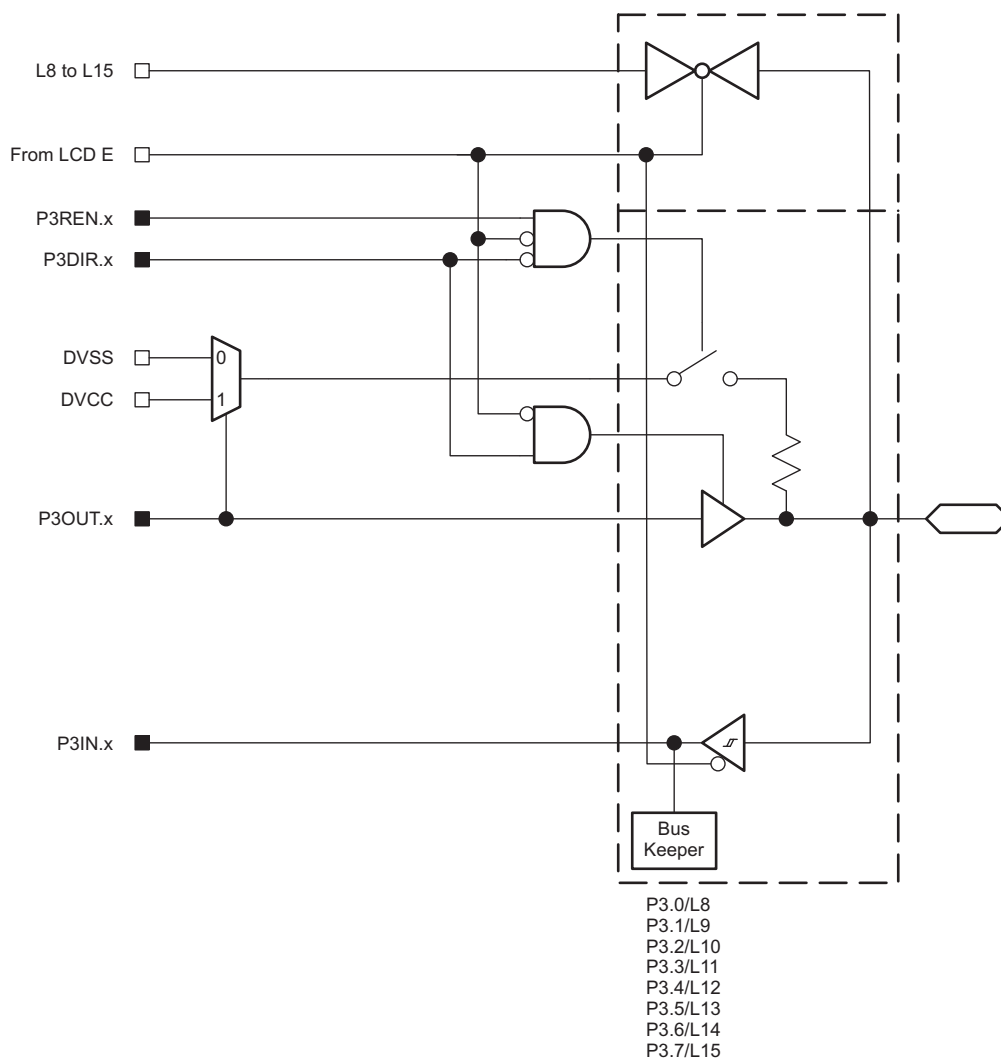 L8 to L15
From LCD E
P3REN.x
P3DIR.x
DVSS
0
DVCC
1
P3OUT.x
P3IN.x
Bus
Keeper
P3.0/L8
P3.1/L9
P3.2/L10
P3.3/L11
P3.4/L12
P3.5/L13
P3.6/L14
P3.7/L15